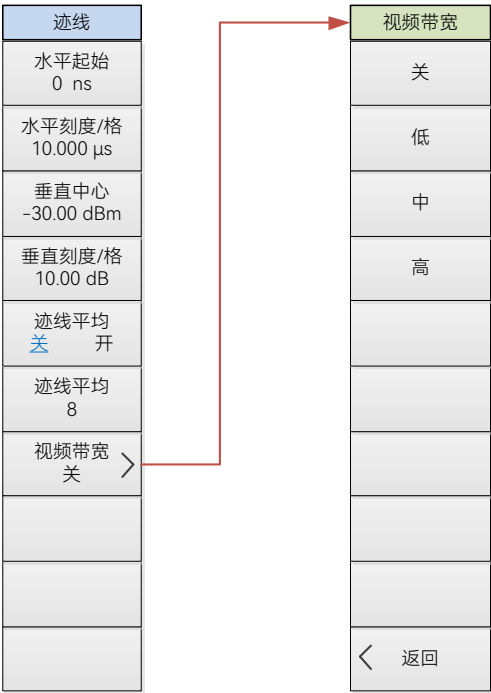 迹线
水平起始
0 ns
水平刻度/格
10.000 μs
垂直中心
-30.00 dBm
垂直刻度/格
10.00 dB
迹线平均
关 开
迹线平均
8
视频带宽
关
视频带宽
关
低
中
高
返回